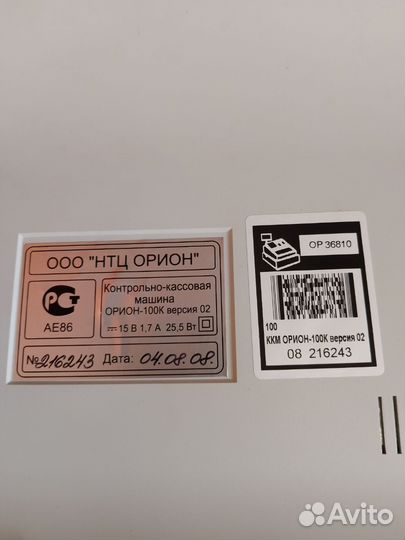 ООО "НТЦ ОРИОН"
РСТ
АЕ86
Контрольно-кассовая
машина
ОРИОН-100К версия 02
15 В 1,7 А 25,5 Вт
№216243 Дата: 04.08.08.
ОР 36810
100
ККМ ОРИОН-100К версия 02
08 216243
Avito